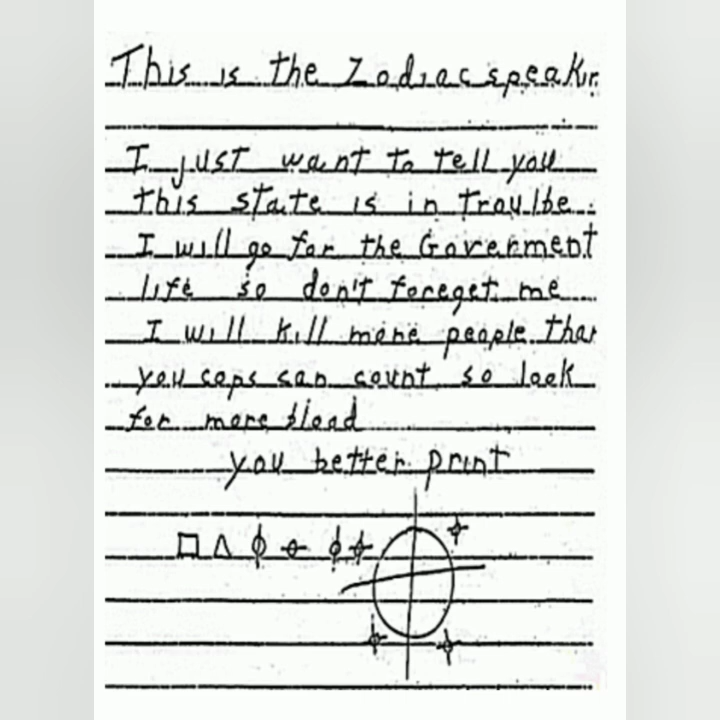 This is the Zodiac speakin
I just want to tell you
this state is in troulbe.
I will go for the Goverment
life so don't foreget me
I will kill more people than
you cops can count so look
for more blood
you better print